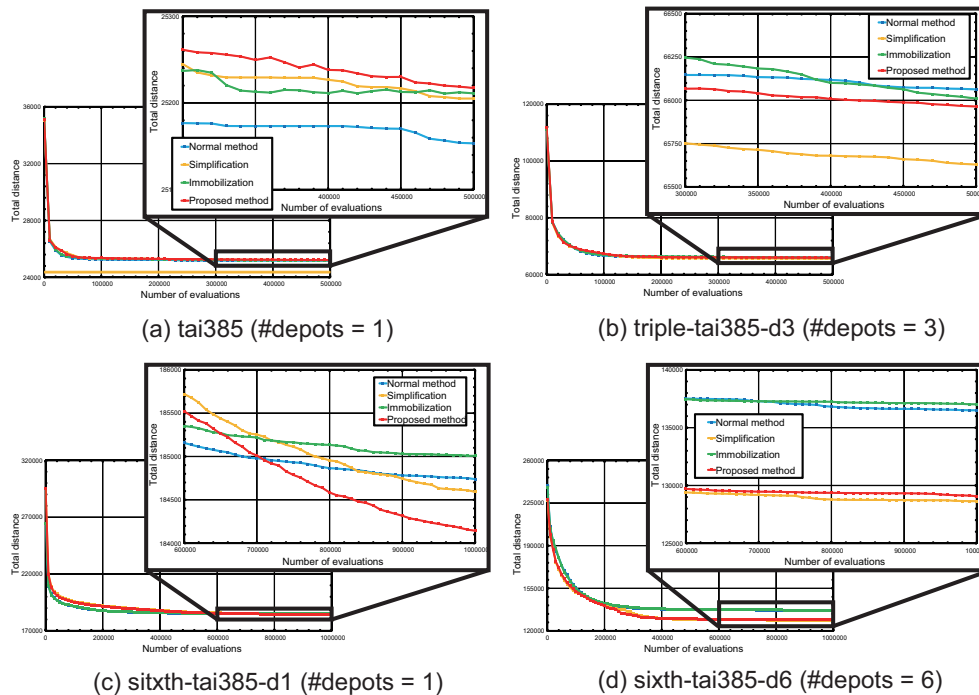 25300
25200
25
Total distance
Normal method
Simplification
Immobilization
Proposed method
400000 450000 500000
Number of evaluations
36000
32000
28000
24000
Total distance
0 100000 200000 300000 400000 500000
Number of evaluations
(a) tai385 (#depots = 1)
66500
66250
66000
65750
65500
Total distance
Normal method
Simplification
Immobilization
Proposed method
300000 350000 400000 450000 50000
Number of evaluations
120000
100000
80000
60000
Total distance
0 100000 200000 300000 400000 500000
Number of evaluations
(b) triple-tai385-d3 (#depots = 3)
186000
185500
185000
184500
184000
Total distance
Normal method
Simplification
Immobilization
Proposed method
600000 700000 800000 900000 1000000
Number of evaluations
320000
270000
220000
170000
Total distance
0 200000 400000 600000 800000 1000000
Number of evaluations
(c) sitxth-tai385-d1 (#depots = 1)
140000
135000
130000
125000
Total distance
Normal method
Simplification
Immobilization
Proposed method
600000 700000 800000 900000 10000
Number of evaluations
260000
225000
190000
155000
120000
Total distance
0 200000 400000 600000 800000 1000000
Number of evaluations
(d) sixth-tai385-d6 (#depots = 6)